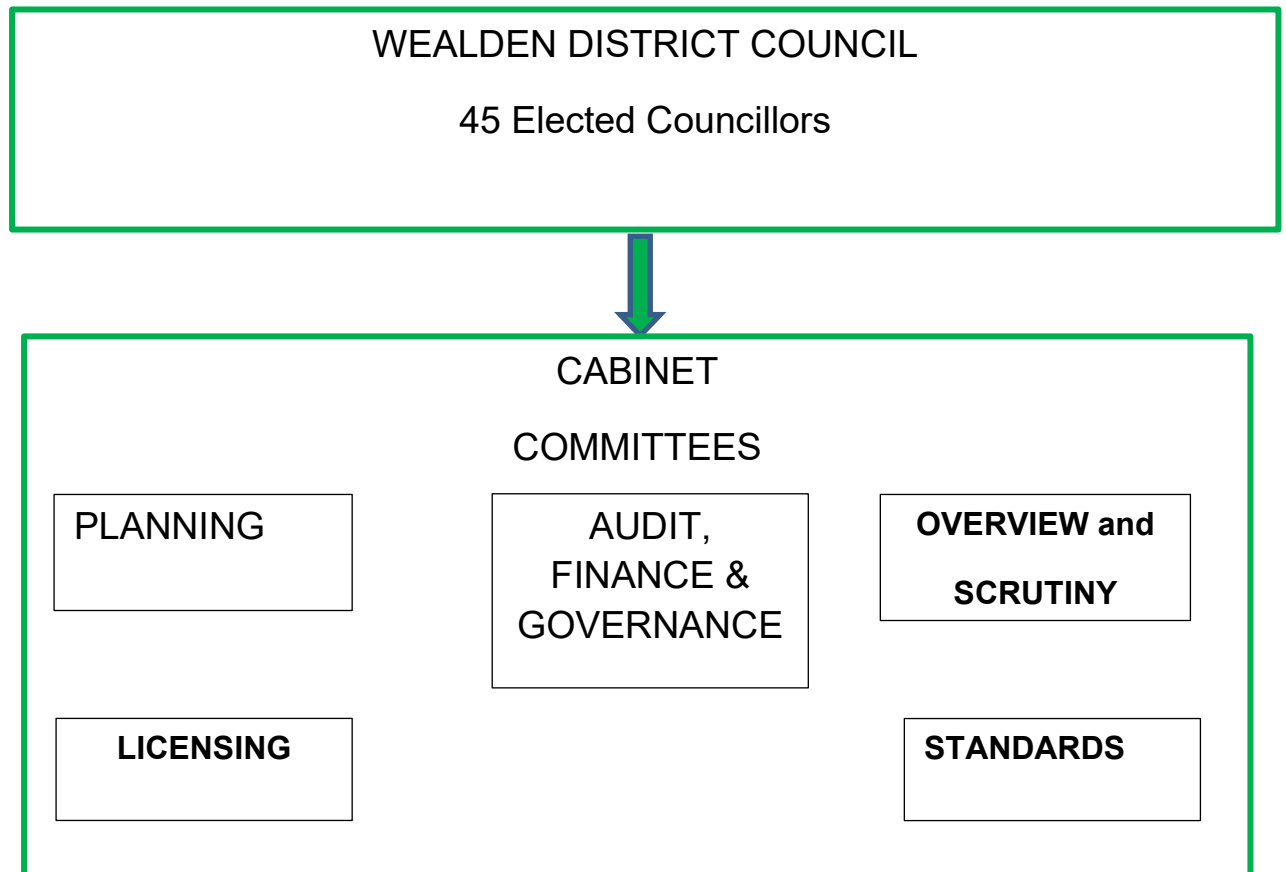 WEALDEN DISTRICT COUNCIL
45 Elected Councillors
CABINET
COMMITTEES
PLANNING
AUDIT,
FINANCE &
GOVERNANCE
OVERVIEW and
SCRUTINY
LICENSING
STANDARDS